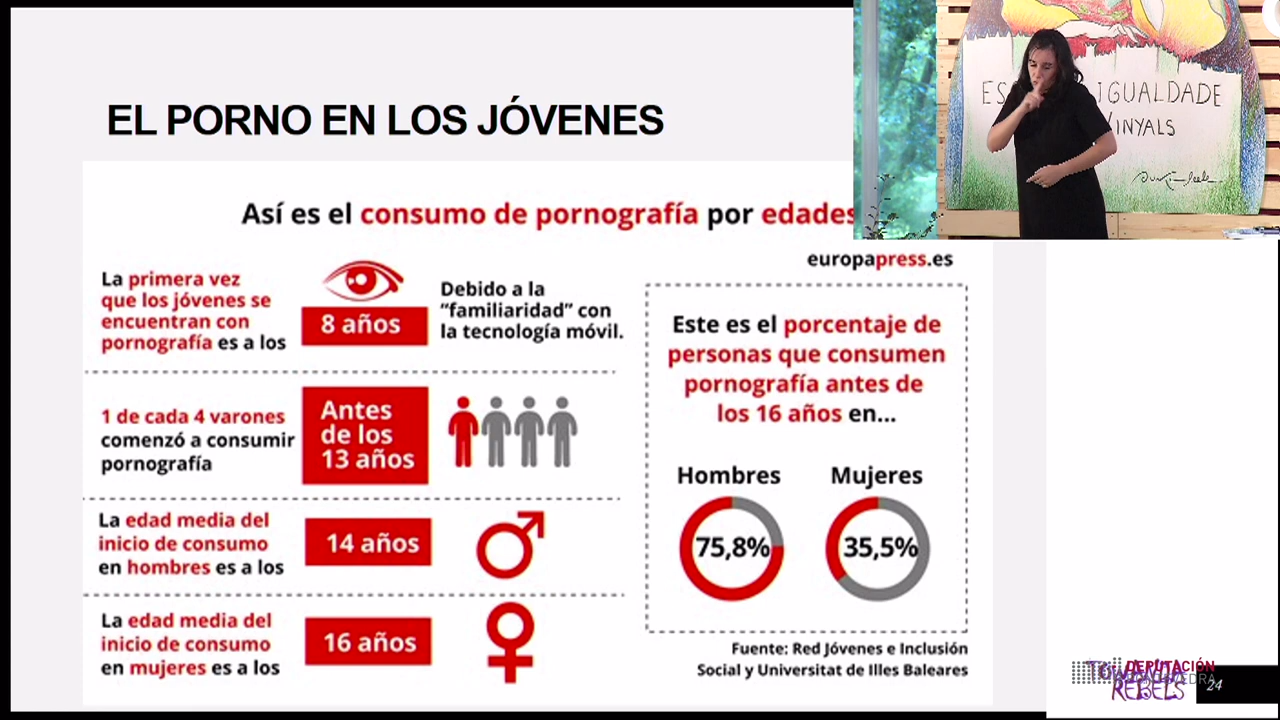 EL PORNO EN LOS JÓVENES
Así es el consumo de pornografía por edades
europapress.es
La primera vez
que los jóvenes se
encuentran con
pornografía es a los
8 años
Debido a la
"familiaridad" con
la tecnología móvil.
1 de cada 4 varones
comenzó a consumir
pornografía
Antes
de los
13 años
La edad media del
inicio de consumo
en hombres es a los
14 años
La edad media del
inicio de consumo
en mujeres es a los
16 años
Este es el porcentaje de
personas que consumen
pornografía antes de
los 16 años en...
Hombres
75,8%
Mujeres
35,5%
Fuente: Red Jóvenes e Inclusión
Social y Universitat de Illes Baleares
IGUALDADE
DEPUTACIÓN
REBELS
24